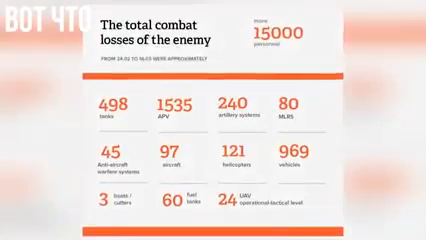 ВОТ ЧТО
The total combat
losses of the enemy
more
15000
personnel
FROM 24.02 TO 16.03 WERE APPROXIMATELY
498
tanks
1535
APV
240
artillery systems
80
MLRS
45
Anti-aircraft
warfare systems
97
aircraft
121
helicopters
969
vehicles
3
boats /
cutters
60
fuel
tanks
24
UAV
operational-tactical level